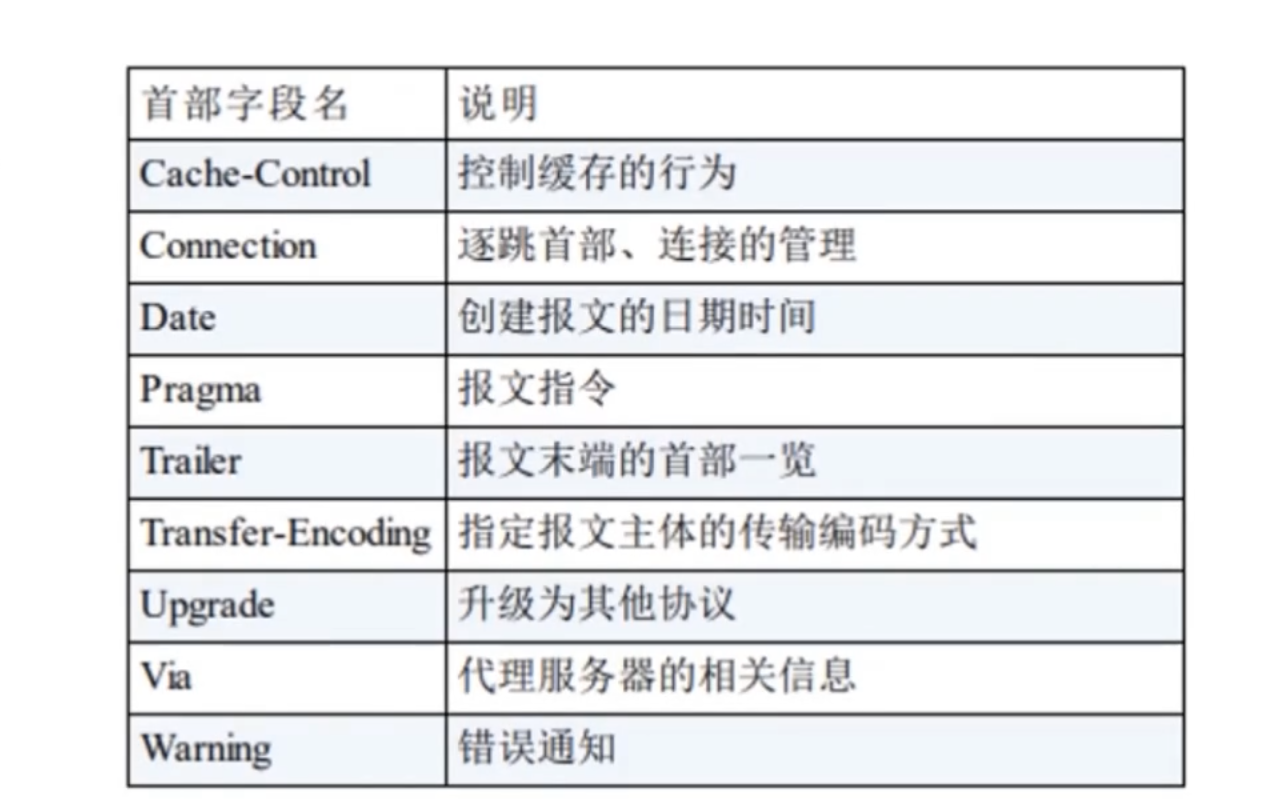 首部字段名 说明
Cache-Control 控制缓存的行为
Connection 逐跳首部、连接的管理
Date 创建报文的日期时间
Pragma 报文指令
Trailer 报文末端的首部一览
Transfer-Encoding 指定报文主体的传输编码方式
Upgrade 升级为其他协议
Via 代理服务器的相关信息
Warning 错误通知